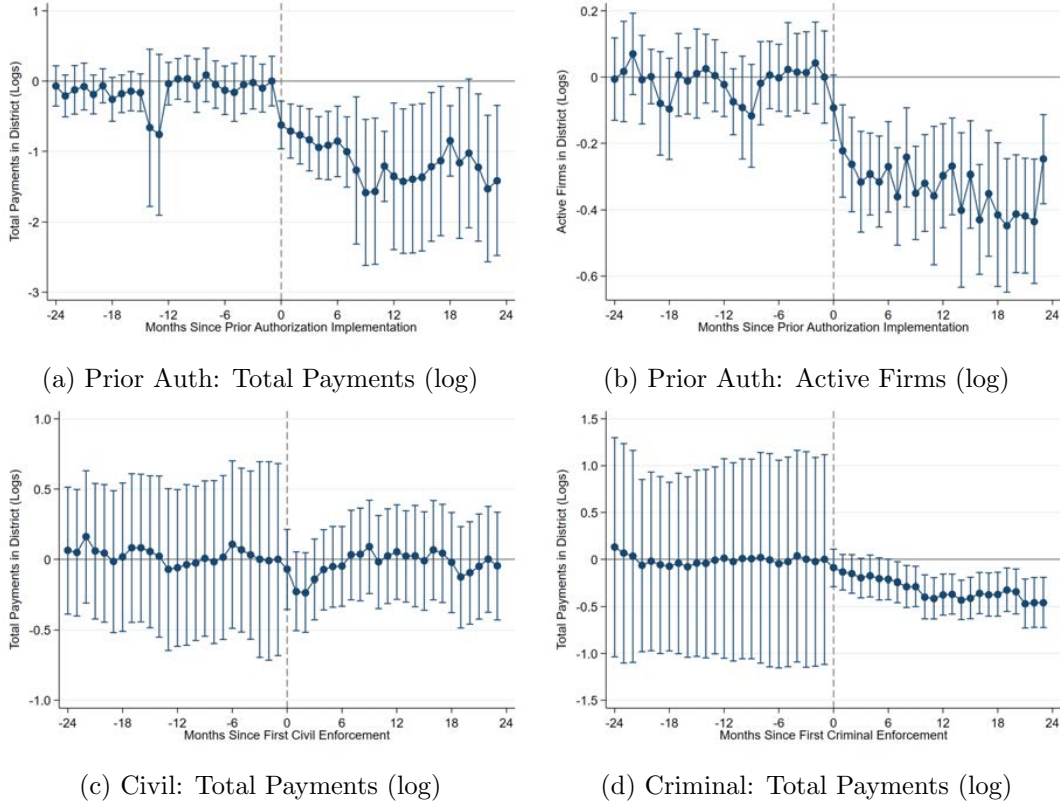 1
0
-1
-2
-3
Total Payments in District (Logs)
-24 -18 -12 -6 0 6 12 18 24
Months Since Prior Authorization Implementation
(a) Prior Auth: Total Payments (log)
0.2
0.0
-0.2
-0.4
-0.6
Active Firms in District (Logs)
-24 -18 -12 -6 0 6 12 18 24
Months Since Prior Authorization Implementation
(b) Prior Auth: Active Firms (log)
1.0
0.5
0
-0.5
-1.0
Total Payments in District (Logs)
-24 -18 -12 -6 0 6 12 18 24
Months Since First Civil Enforcement
(c) Civil: Total Payments (log)
1.5
1.0
0.5
0
-0.5
-1.0
-1.5
Total Payments in District (Logs)
-24 -18 -12 -6 0 6 12 18 24
Months Since First Criminal Enforcement
(d) Criminal: Total Payments (log)